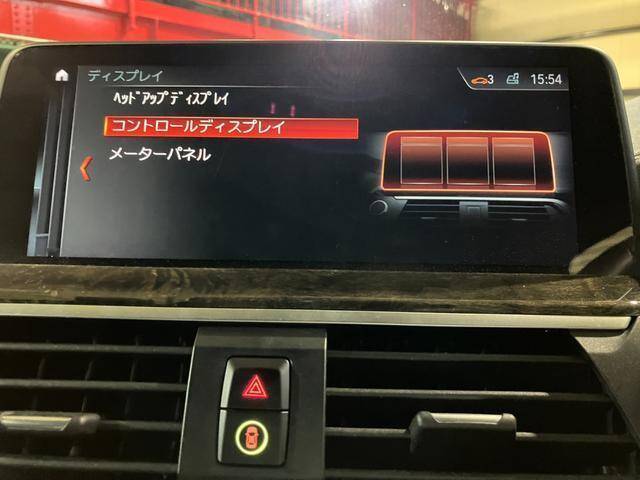 ディスプレイ
3 15:54
ﾍｯﾄﾞｱｯﾌﾟﾃﾞｨｽﾌﾟﾚｲ
コントロールディスプレイ
メーターパネル